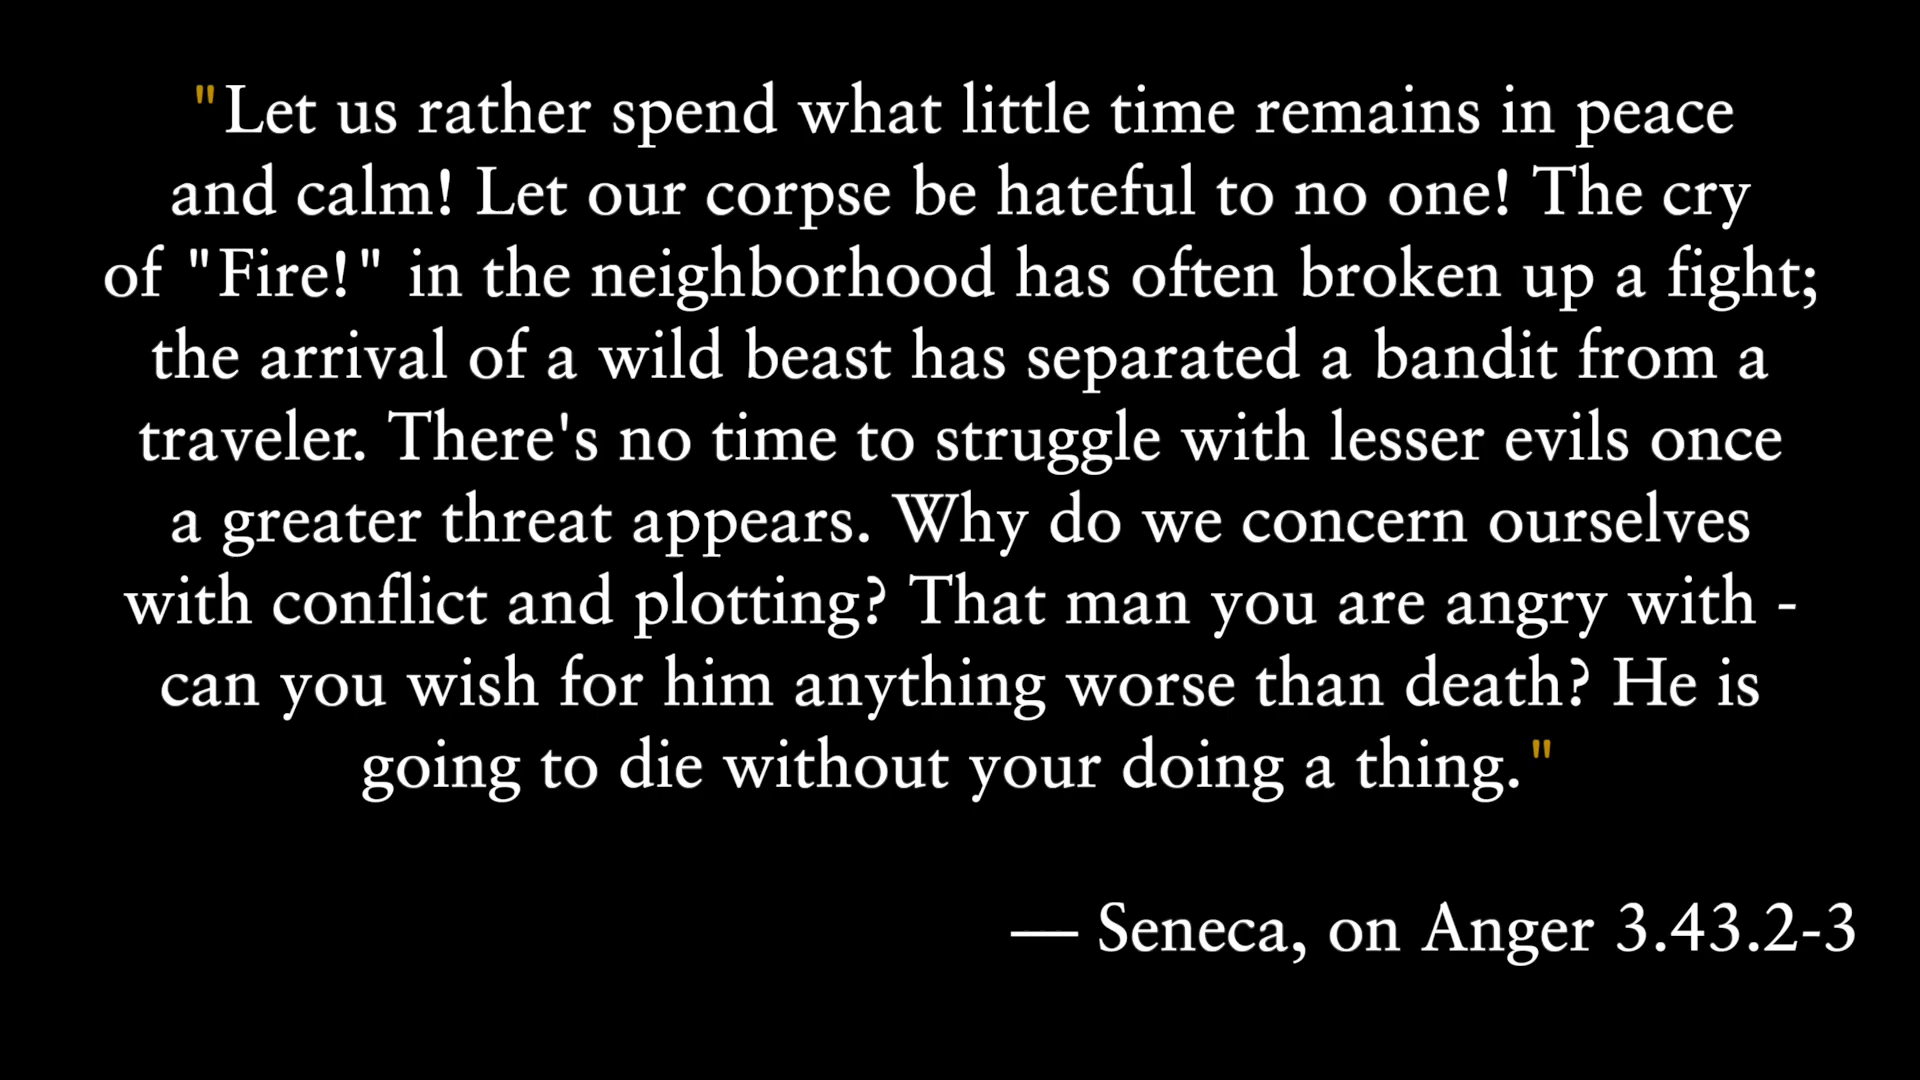 "Let us rather spend what little time remains in peace
and calm! Let our corpse be hateful to no one! The cry
of "Fire!" in the neighborhood has often broken up a fight;
the arrival of a wild beast has separated a bandit from a
traveler. There's no time to struggle with lesser evils once
a greater threat appears. Why do we concern ourselves
with conflict and plotting? That man you are angry with -
can you wish for him anything worse than death? He is
going to die without your doing a thing."
— Seneca, on Anger 3.43.2-3